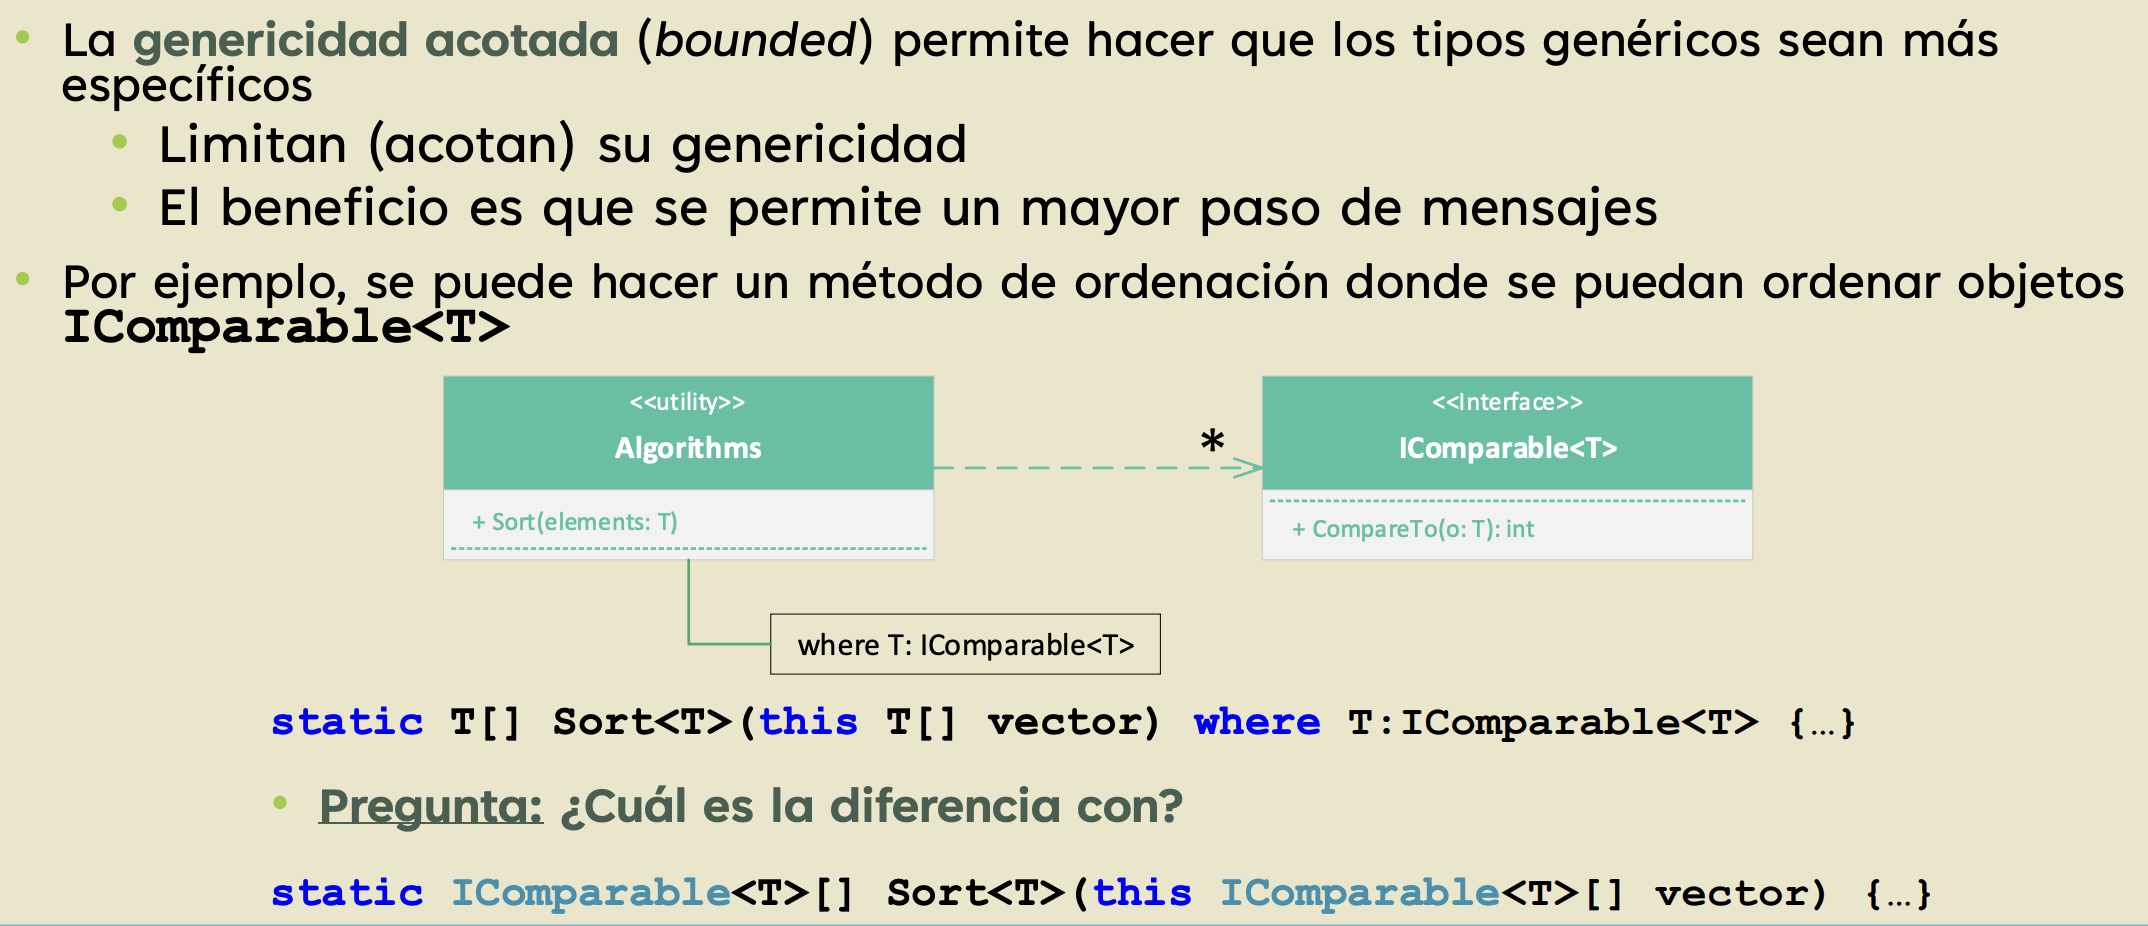 • La genericidad acotada (bounded) permite hacer que los tipos genéricos sean más
específicos
• Limitan (acotan) su genericidad
• El beneficio es que se permite un mayor paso de mensajes
• Por ejemplo, se puede hacer un método de ordenación donde se puedan ordenar objetos
IComparable<T>
<<utility>>
Algorithms
+ Sort(elements: T)
*
<<Interface>>
IComparable<T>
+ CompareTo(o: T): int
where T: IComparable<T>
static T[] Sort<T>(this T[] vector) where T:IComparable<T> {…}
• Pregunta: ¿Cuál es la diferencia con?
static IComparable<T>[] Sort<T>(this IComparable<T>[] vector) {…}